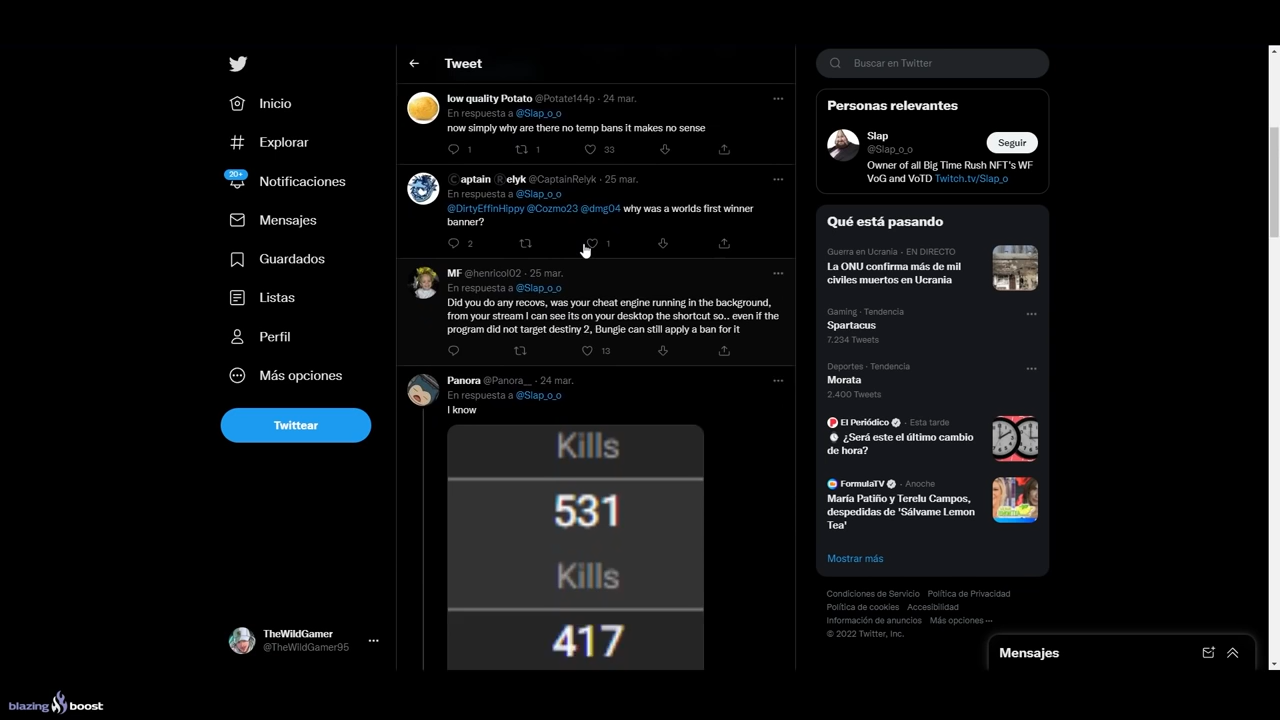 Tweet
Inicio
Explorar
20+
Notificaciones
Mensajes
Guardados
Listas
Perfil
Más opciones
Twittear
TheWildGamer
@TheWildGamer95
low quality Potato @Potate144p · 24 mar.
En respuesta a @Slap_o_o
now simply why are there no temp bans it makes no sense
1 1 33
Ⓒaptain Ⓡelyk @CaptainRelyk · 25 mar.
En respuesta a @Slap_o_o
@DirtyEffinHippy @Cozmo23 @dmg04 why was a worlds first winner
banner?
2 1
MF @henricol02 · 25 mar.
En respuesta a @Slap_o_o
Did you do any recovs, was your cheat engine running in the background,
from your stream I can see its on your desktop the shortcut so.. even if the
program did not target destiny 2, Bungie can still apply a ban for it
13
Panora @Panora__ · 24 mar.
En respuesta a @Slap_o_o
I know
Kills
531
Kills
417
Buscar en Twitter
Personas relevantes
Slap
@Slap_o_o
Seguir
Owner of all Big Time Rush NFT's WF
VoG and VoTD Twitch.tv/Slap_o
Qué está pasando
Guerra en Ucrania · EN DIRECTO
La ONU confirma más de mil
civiles muertos en Ucrania
Gaming · Tendencia
Spartacus
7.234 Tweets
Deportes · Tendencia
Morata
2.400 Tweets
El Periódico · Esta tarde
¿Será este el último cambio
de hora?
FormulaTV · Anoche
María Patiño y Terelu Campos,
despedidas de 'Sálvame Lemon
Tea'
Mostrar más
Condiciones de Servicio Política de Privacidad
Política de cookies Accesibilidad
Información de anuncios Más opciones ···
© 2022 Twitter, Inc.
Mensajes
blazing boost